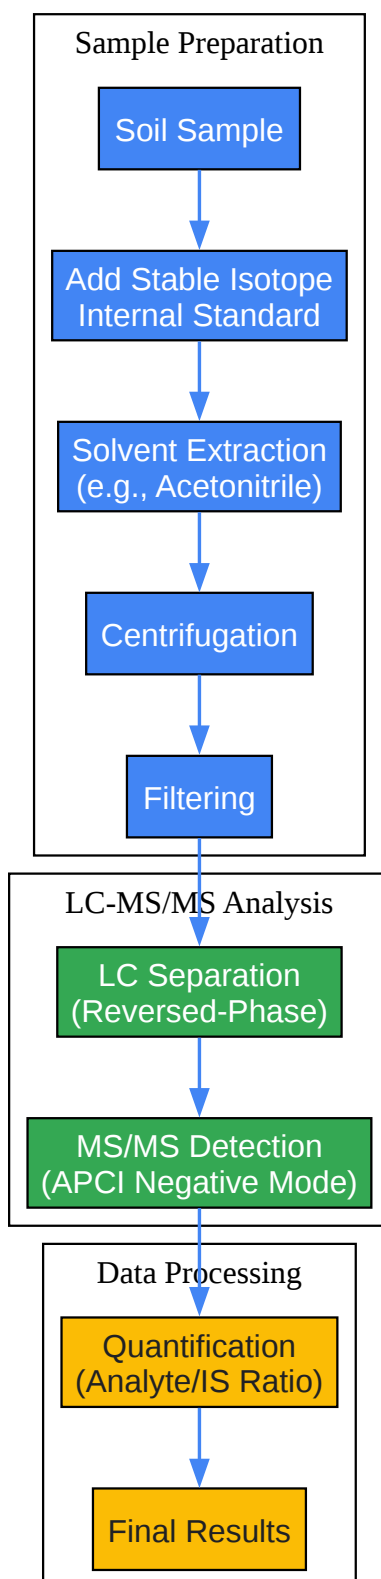 Sample Preparation
Soil Sample
Add Stable Isotope
Internal Standard
Solvent Extraction
(e.g., Acetonitrile)
Centrifugation
Filtering
LC-MS/MS Analysis
LC Separation
(Reversed-Phase)
MS/MS Detection
(APCI Negative Mode)
Data Processing
Quantification
(Analyte/IS Ratio)
Final Results